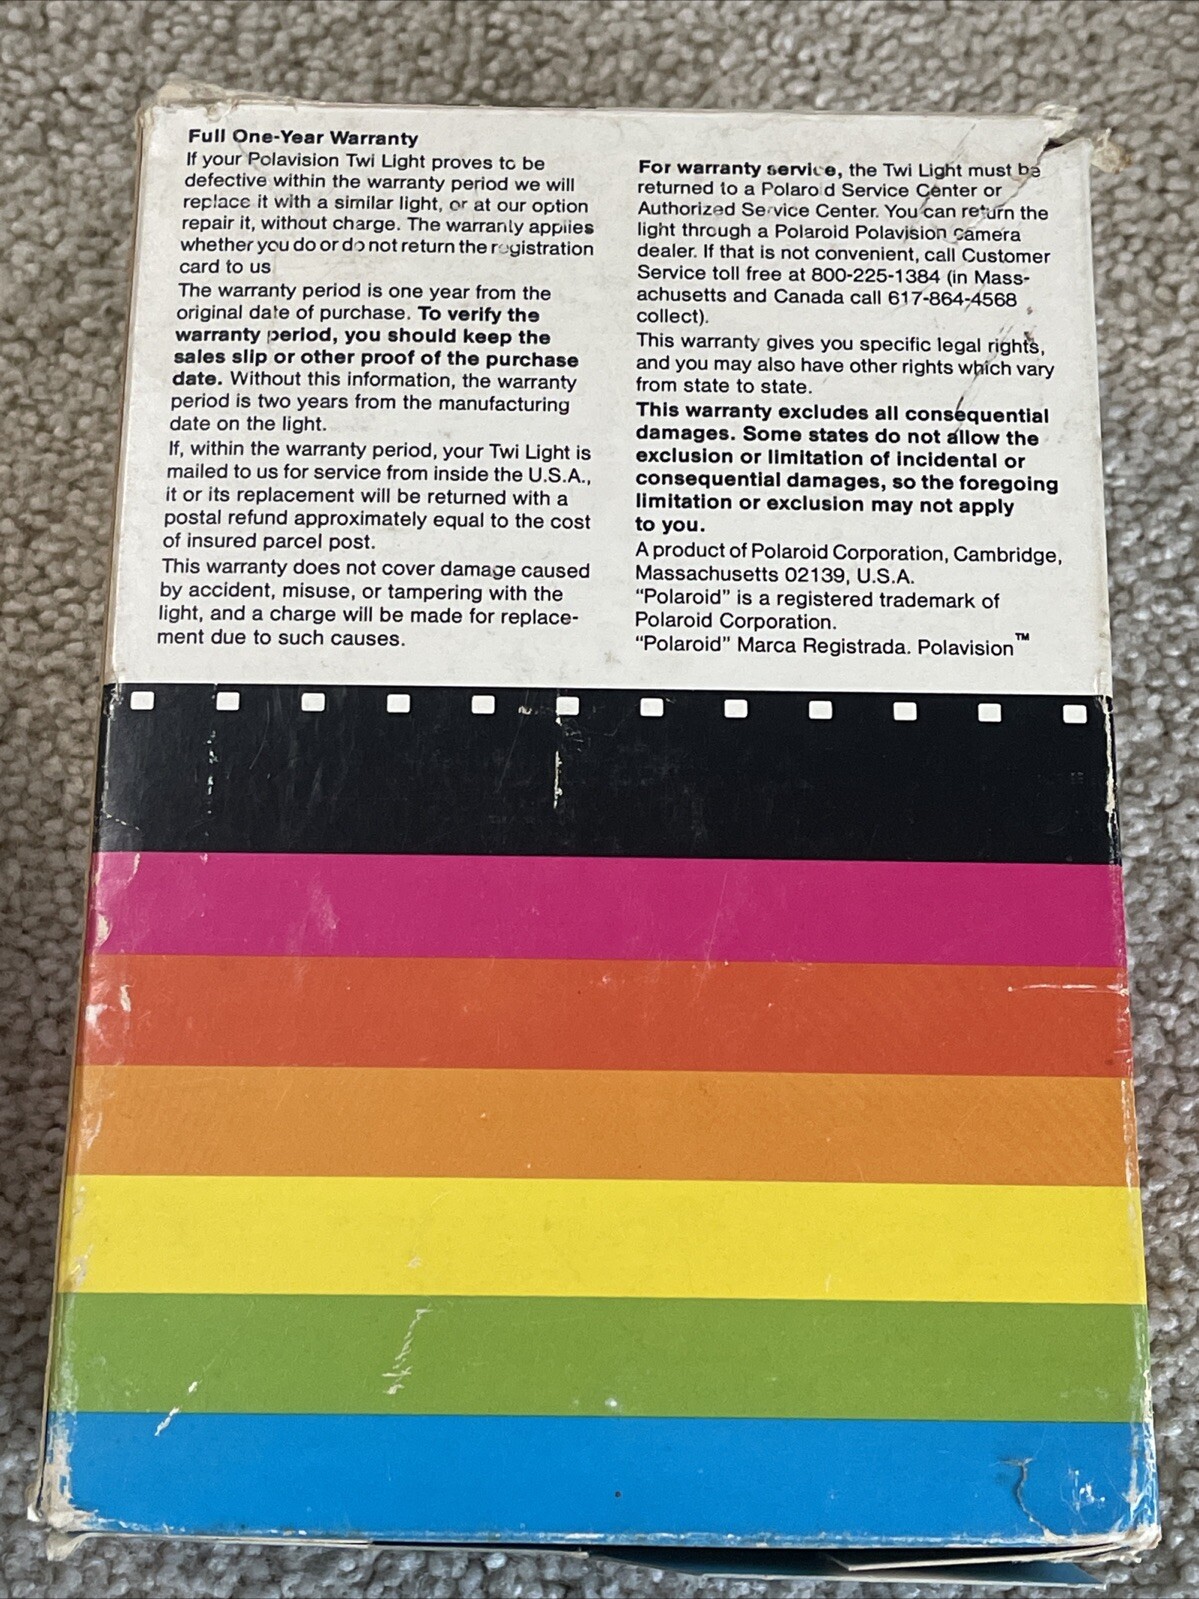 Full One-Year Warranty
If your Polavision Twi Light proves to be
defective within the warranty period we will
replace it with a similar light, or at our option
repair it, without charge. The warranty applies
whether you do or do not return the registration
card to us
The warranty period is one year from the
original date of purchase. To verify the
warranty period, you should keep the
sales slip or other proof of the purchase
date. Without this information, the warranty
period is two years from the manufacturing
date on the light.
If, within the warranty period, your Twi Light is
mailed to us for service from inside the U.S.A.,
it or its replacement will be returned with a
postal refund approximately equal to the cost
of insured parcel post.
This warranty does not cover damage caused
by accident, misuse, or tampering with the
light, and a charge will be made for replace-
ment due to such causes.
For warranty service, the Twi Light must be
returned to a Polaroid Service Center or
Authorized Service Center. You can return the
light through a Polaroid Polavision camera
dealer. If that is not convenient, call Customer
Service toll free at 800-225-1384 (in Mass-
achusetts and Canada call 617-864-4568
collect).
This warranty gives you specific legal rights,
and you may also have other rights which vary
from state to state.
This warranty excludes all consequential
damages. Some states do not allow the
exclusion or limitation of incidental or
consequential damages, so the foregoing
limitation or exclusion may not apply
to you.
A product of Polaroid Corporation, Cambridge,
Massachusetts 02139, U.S.A.
"Polaroid" is a registered trademark of
Polaroid Corporation.
"Polaroid" Marca Registrada. Polavision™